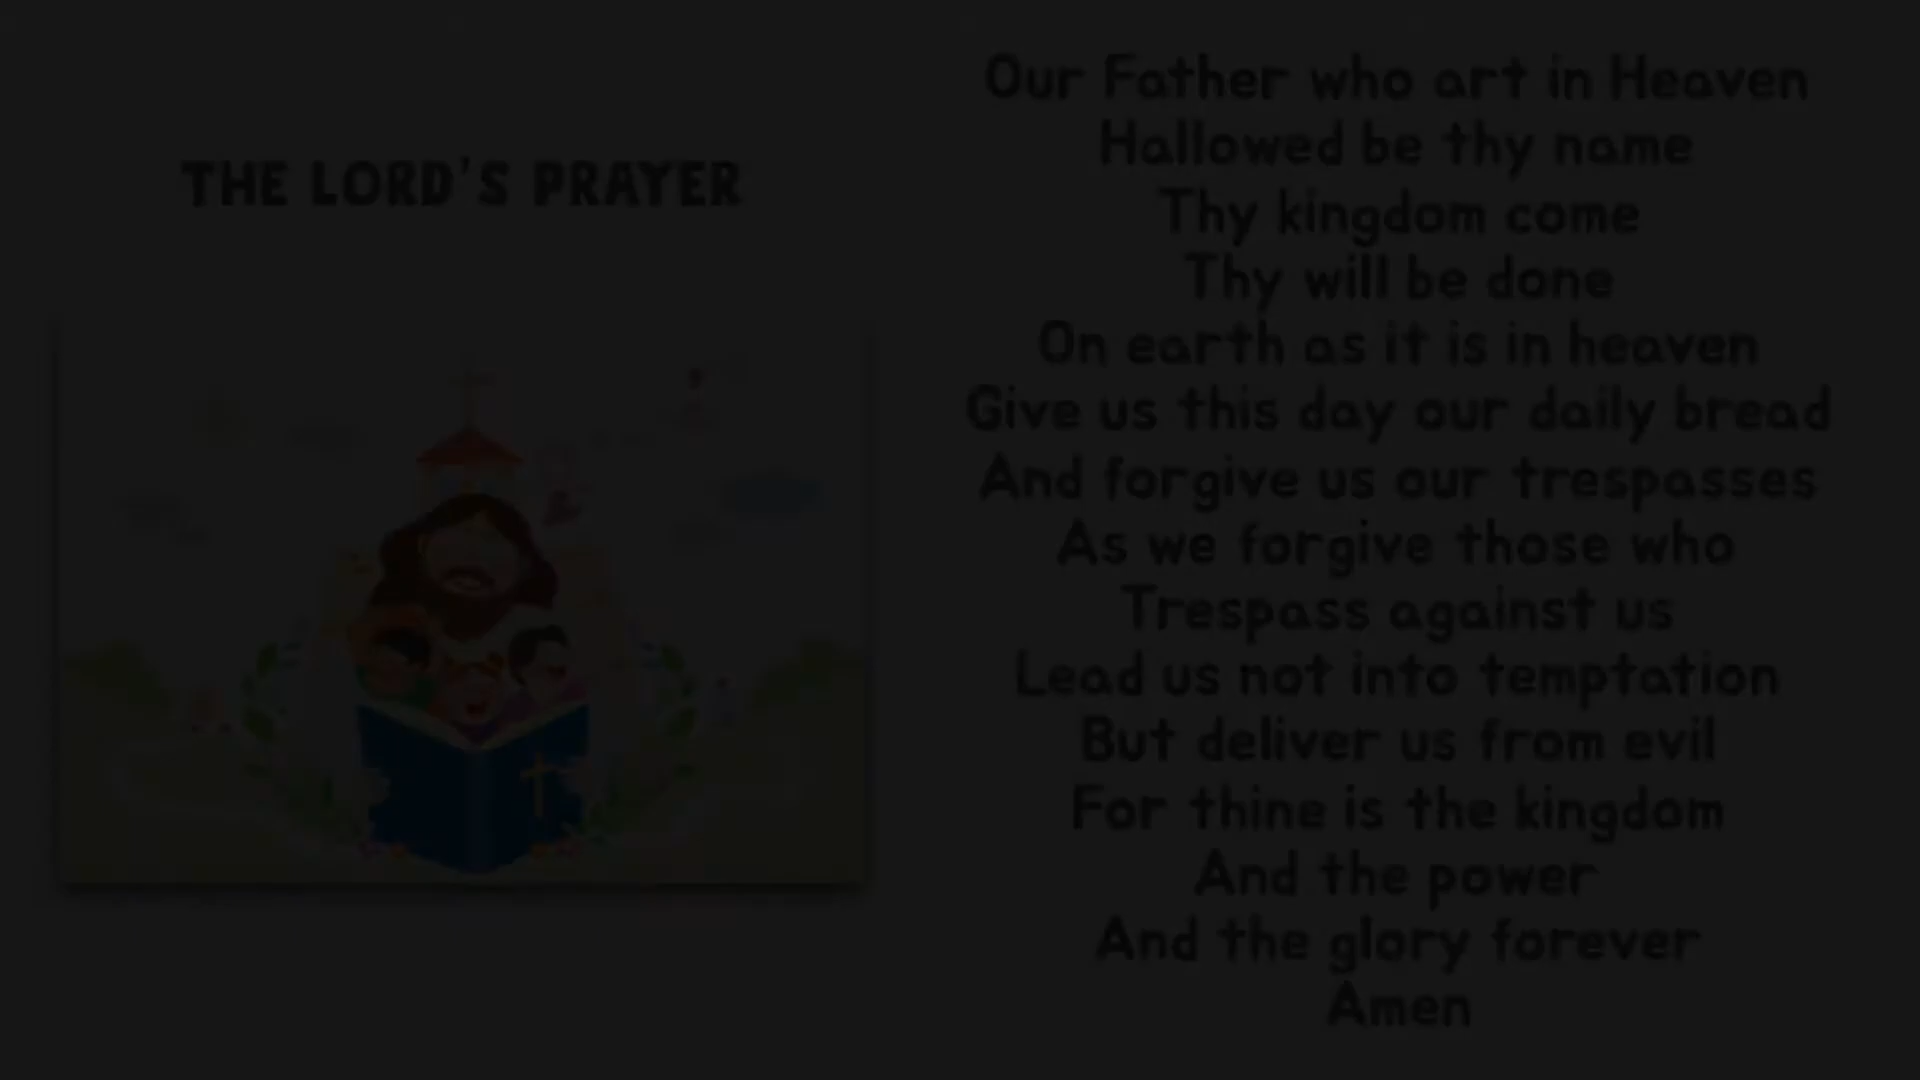 THE LORD'S PRAYER
Our Father who art in Heaven
Hallowed be thy name
Thy kingdom come
Thy will be done
On earth as it is in heaven
Give us this day our daily bread
And forgive us our trespasses
As we forgive those who
Trespass against us
Lead us not into temptation
But deliver us from evil
For thine is the kingdom
And the power
And the glory forever
Amen